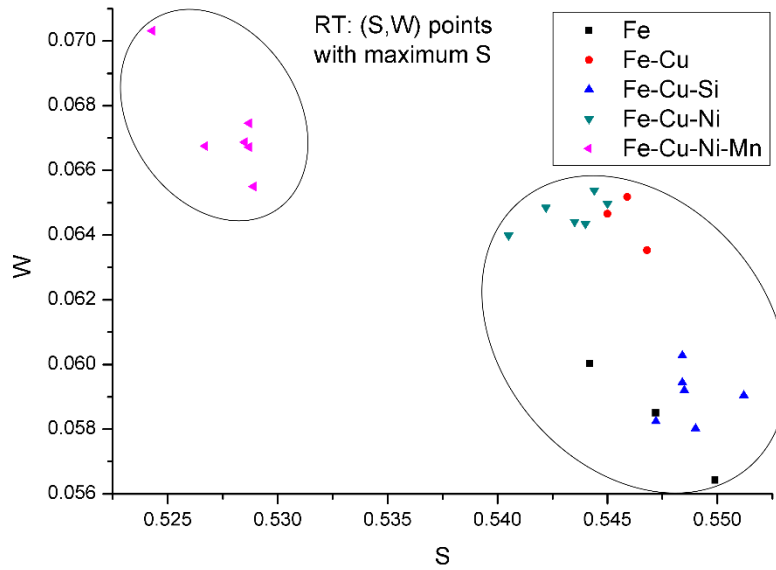 RT: (S,W) points
with maximum S
Fe
Fe-Cu
Fe-Cu-Si
Fe-Cu-Ni
Fe-Cu-Ni-Mn
0.070
0.068
0.066
0.064
0.062
0.060
0.058
0.056
W
0.525
0.530
0.535
0.540
0.545
0.550
S